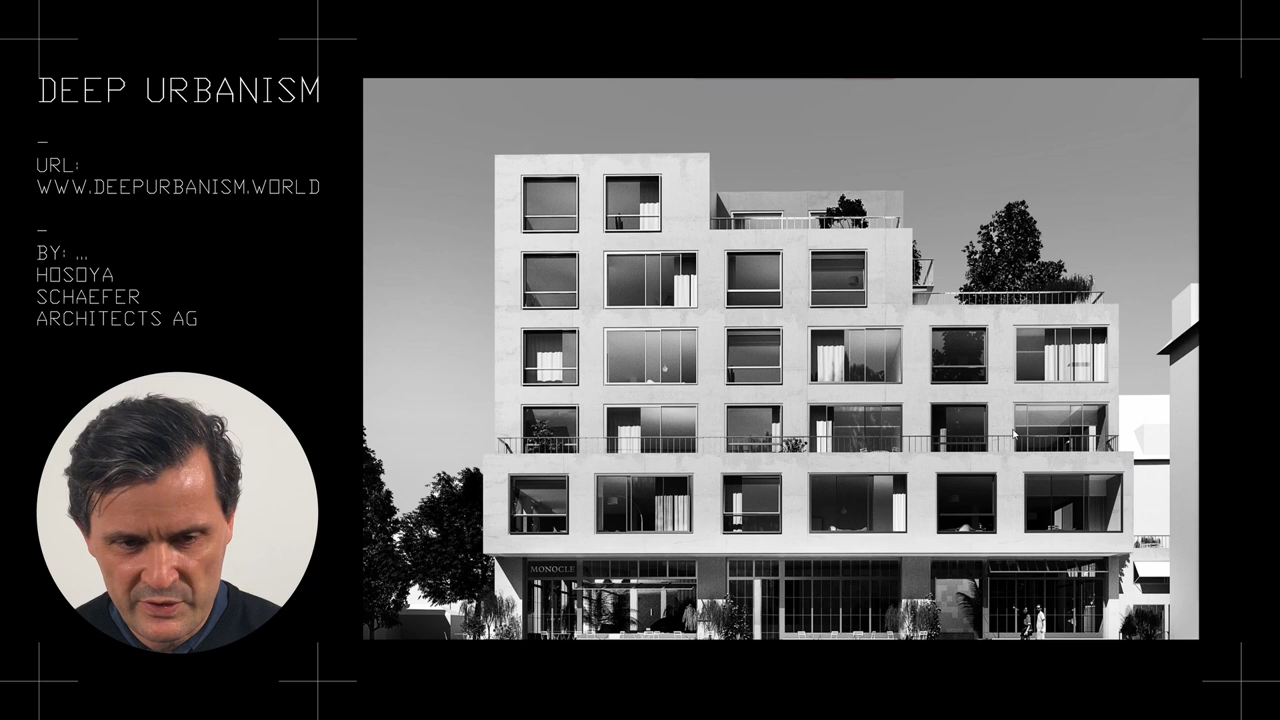 DEEP URBANISM
–
URL:
WWW.DEEPURBANISM.WORLD
–
BY: ...
HOSOYA
SCHAEFER
ARCHITECTS AG
MONOCLE